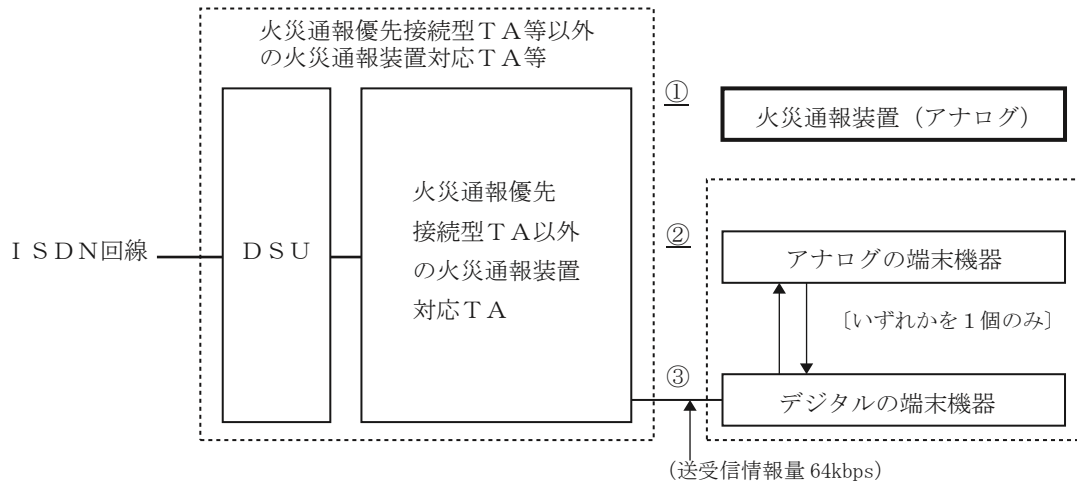 火災通報優先接続型ＴＡ等以外
の火災通報装置対応ＴＡ等
①
火災通報装置（アナログ）
火災通報優先
接続型ＴＡ以外
の火災通報装置
対応ＴＡ
ＩＳＤＮ回線
ＤＳＵ
②
アナログの端末機器
〔いずれかを１個のみ〕
③
デジタルの端末機器
（送受信情報量 64kbps）